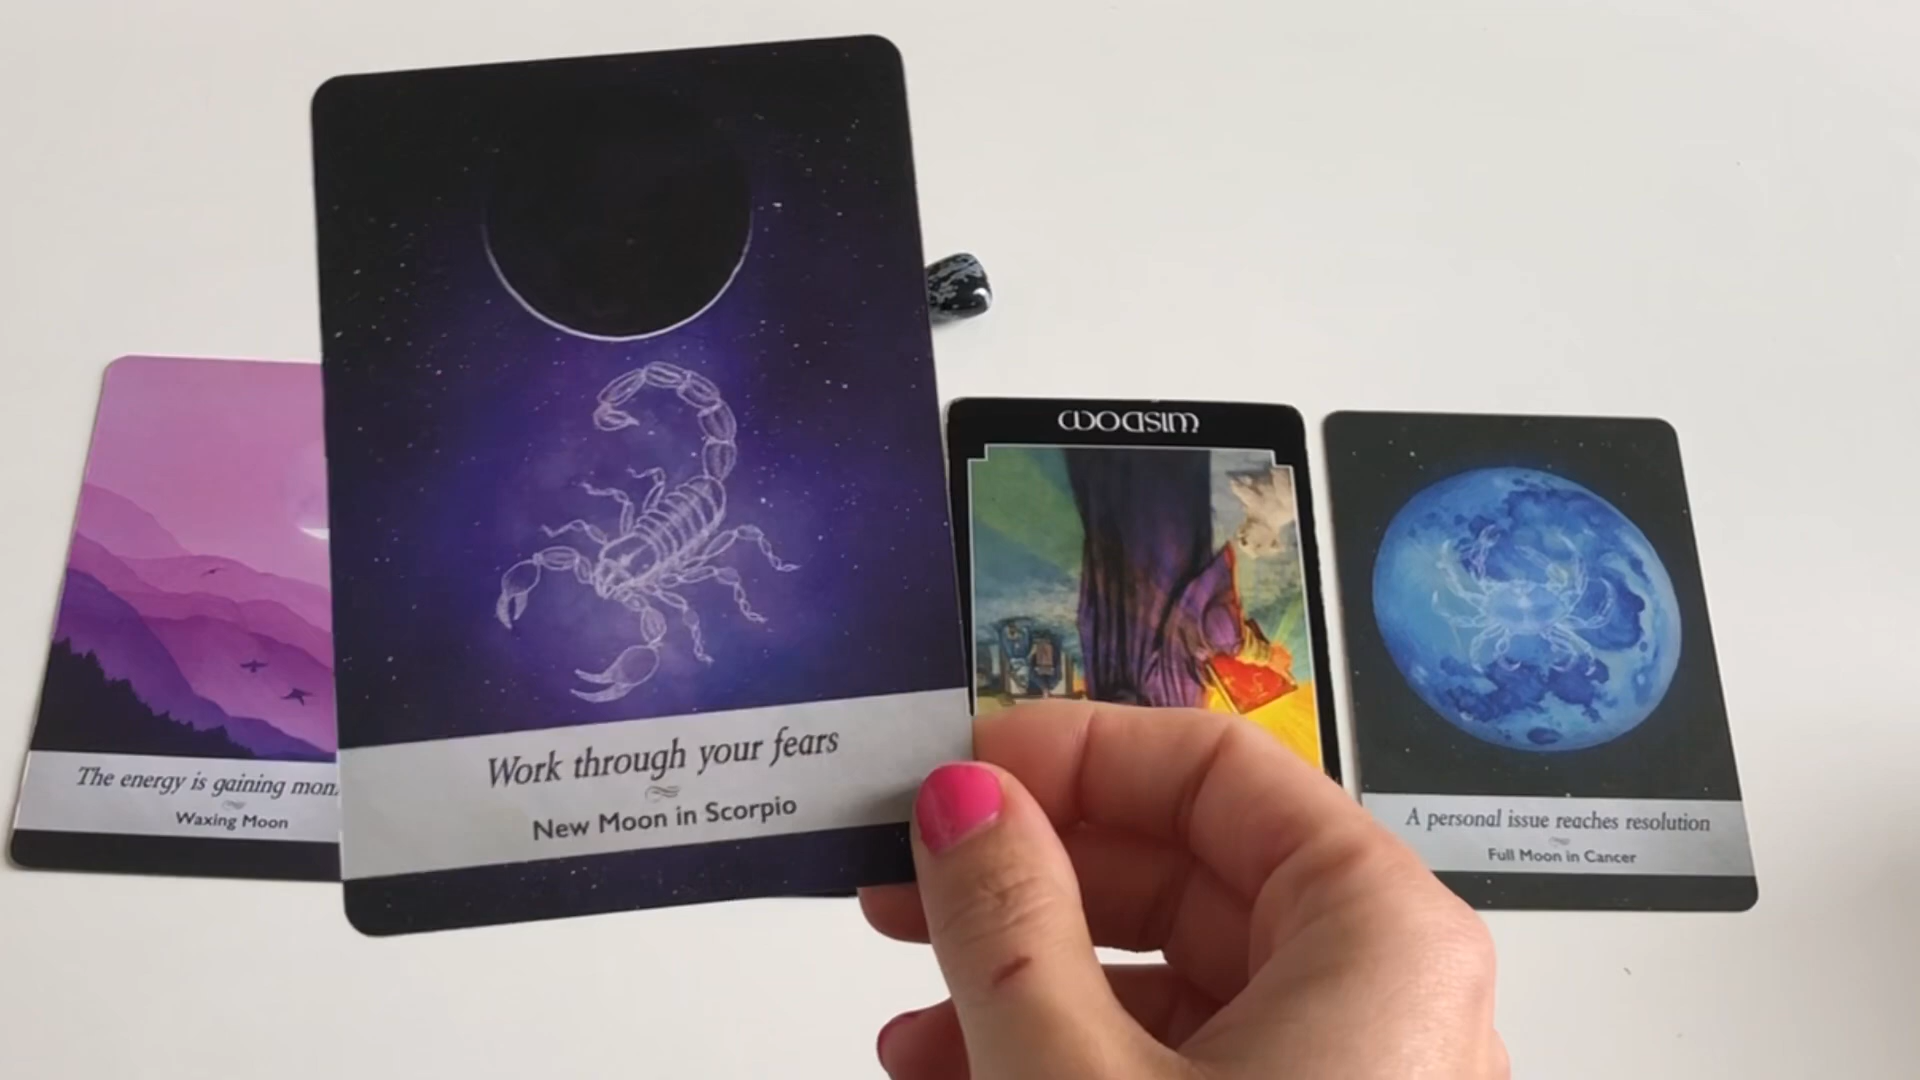 WISDOM
Work through your fears
New Moon in Scorpio
The energy is gaining
Waxing Moon
A personal issue reaches resolution
Full Moon in Cancer